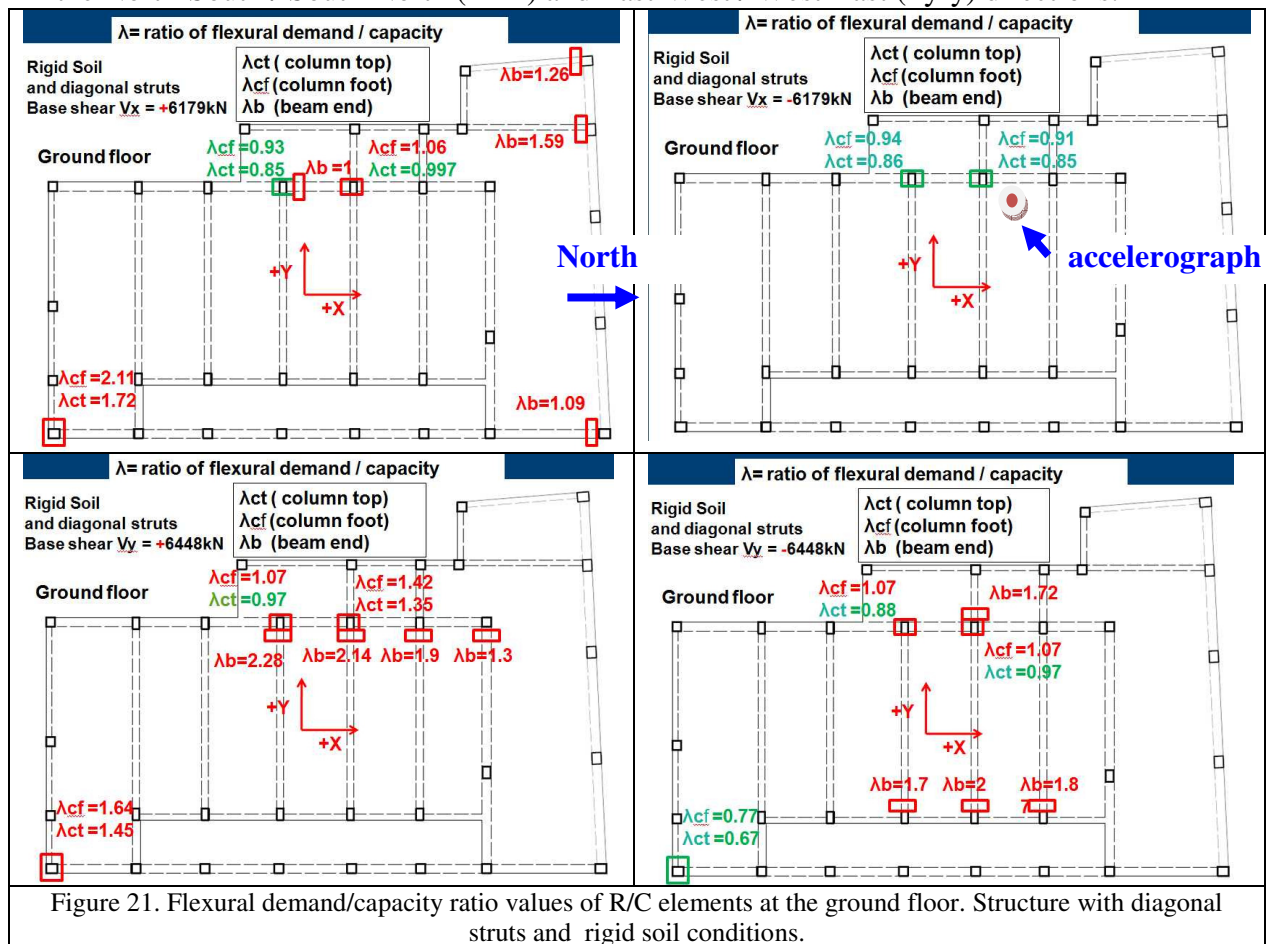 λ= ratio of flexural demand / capacity
Rigid Soil
and diagonal struts
Base shear Vx = +6179kN
λct ( column top)
λcf (column foot)
λb (beam end)
λb=1.26
λb=1.59
Ground floor
λcf =0.93
λct =0.85
λb =1
λcf =1.06
λct =0.997
+Y
+X
λcf =2.11
λct =1.72
λb=1.09
North
λ= ratio of flexural demand / capacity
Rigid Soil
and diagonal struts
Base shear Vx = -6179kN
λct ( column top)
λcf (column foot)
λb (beam end)
Ground floor
λcf =0.94
λct =0.86
λcf =0.91
λct =0.85
accelerograph
+Y
+X
λ= ratio of flexural demand / capacity
Rigid Soil
and diagonal struts
Base shear Vy = +6448kN
λct ( column top)
λcf (column foot)
λb (beam end)
Ground floor
λcf =1.07
λct =0.97
λcf =1.42
λct =1.35
λb=2.28
λb=2.14
λb=1.9
λb=1.3
+Y
+X
λcf =1.64
λct =1.45
λ= ratio of flexural demand / capacity
Rigid Soil
and diagonal struts
Base shear Vy = -6448kN
λct ( column top)
λcf (column foot)
λb (beam end)
Ground floor
λcf =1.07
λct =0.88
λb=1.72
λcf =1.07
λct =0.97
+Y
+X
λb=1.7
λb=2
λb=1.8
7
λcf =0.77
λct =0.67
Figure 21. Flexural demand/capacity ratio values of R/C elements at the ground floor. Structure with diagonal
struts and rigid soil conditions.